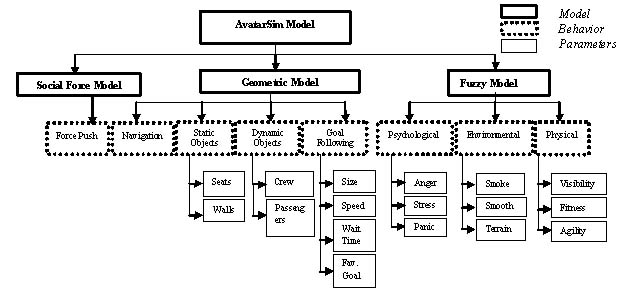 AvatarSim Model
Model
Behavior
Parameters
Social Force Model
Geometric Model
Fuzzy Model
Force Push
Navigation
Static
Objects
Dynamic
Objects
Goal
Following
Psychological
Environmental
Physical
Seats
Walk
Crew
Passeng
ers
Size
Speed
Wait
Time
Fav.
Goal
Anger
Stress
Panic
Smoke
Smooth
Terrain
Visibility
Fitness
Agility